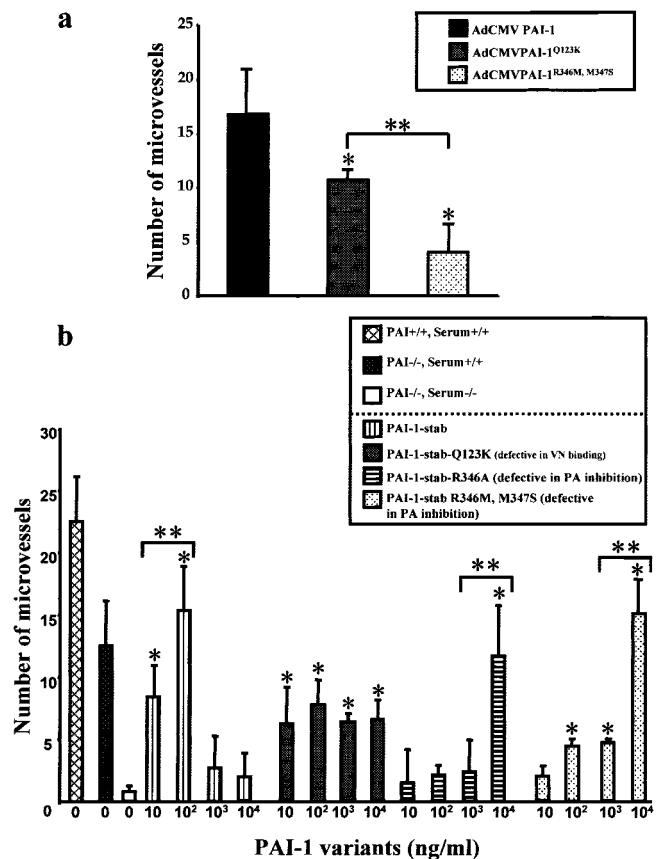 a
AdCMV PAI-1
AdCMVPAI-1Q123K
AdCMVPAI-1R346M, M347S
Number of microvessels
25
20
15
10
5
0
*
**
*
b
PAI+/+, Serum+/+
PAI-/-, Serum+/+
PAI-/-, Serum-/-
PAI-1-stab
PAI-1-stab-Q123K (defective in VN binding)
PAI-1-stab-R346A (defective in PA inhibition)
PAI-1-stab R346M, M347S (defective
in PA inhibition)
Number of microvessels
30
25
20
15
10
5
0
*
**
*
*
*
*
*
**
*
*
*
**
*
0 0 0 10 10² 10³ 10⁴ 10 10² 10³ 10⁴ 10 10² 10³ 10⁴ 10 10² 10³ 10⁴
PAI-1 variants (ng/ml)